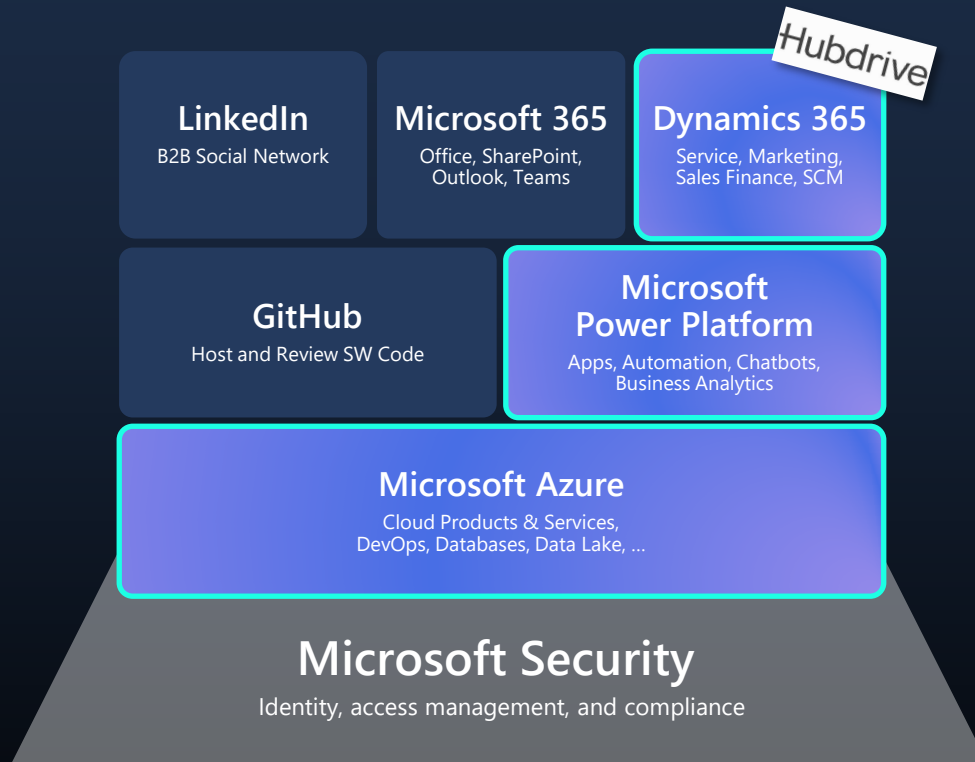 Hubdrive
LinkedIn
B2B Social Network
Microsoft 365
Office, SharePoint,
Outlook, Teams
Dynamics 365
Service, Marketing,
Sales Finance, SCM
GitHub
Host and Review SW Code
Microsoft
Power Platform
Apps, Automation, Chatbots,
Business Analytics
Microsoft Azure
Cloud Products & Services,
DevOps, Databases, Data Lake, ...
Microsoft Security
Identity, access management, and compliance